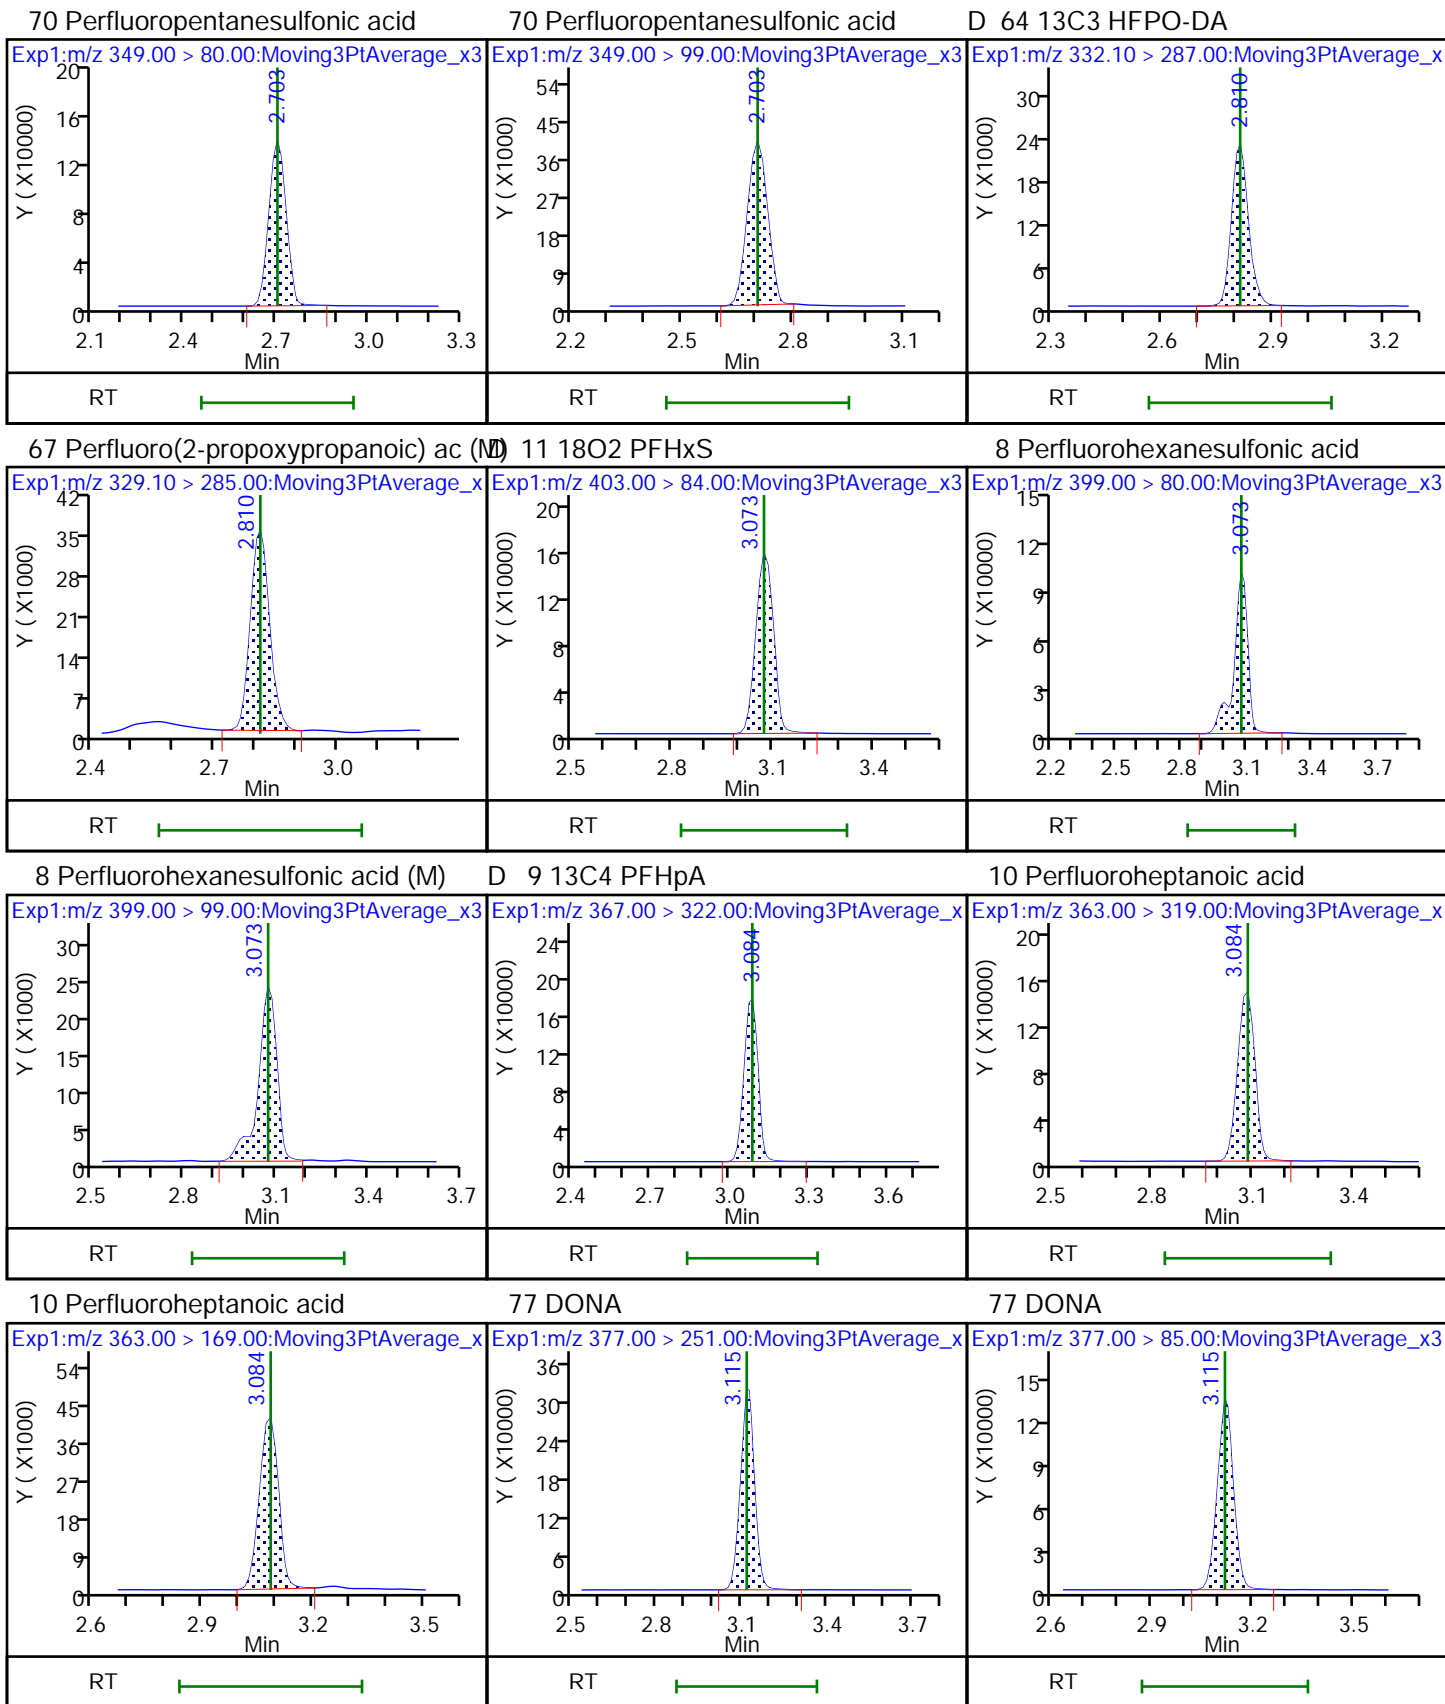 70 Perfluoropentanesulfonic acid
Exp1:m/z 349.00 > 80.00:Moving3PtAverage_x3
2.703
Y ( X10000)
20
16
12
8
4
0
2.1 2.4 2.7 3.0 3.3
Min
RT
70 Perfluoropentanesulfonic acid
Exp1:m/z 349.00 > 99.00:Moving3PtAverage_x3
2.703
Y ( X1000)
54
45
36
27
18
9
0
2.2 2.5 2.8 3.1
Min
RT
D 64 13C3 HFPO-DA
Exp1:m/z 332.10 > 287.00:Moving3PtAverage_x
2.810
Y ( X10000)
30
24
18
12
6
0
2.3 2.6 2.9 3.2
Min
RT
67 Perfluoro(2-propoxypropanoic) ac (M)
Exp1:m/z 329.10 > 285.00:Moving3PtAverage_x
2.810
Y ( X1000)
42
35
28
21
14
7
0
2.4 2.7 3.0
Min
RT
D 11 18O2 PFHxS
Exp1:m/z 403.00 > 84.00:Moving3PtAverage_x3
3.073
Y ( X10000)
20
16
12
8
4
0
2.5 2.8 3.1 3.4
Min
RT
8 Perfluorohexanesulfonic acid
Exp1:m/z 399.00 > 80.00:Moving3PtAverage_x3
3.073
Y ( X10000)
15
12
9
6
3
0
2.2 2.5 2.8 3.1 3.4 3.7
Min
RT
8 Perfluorohexanesulfonic acid (M)
Exp1:m/z 399.00 > 99.00:Moving3PtAverage_x3
3.073
Y ( X1000)
30
25
20
15
10
5
0
2.5 2.8 3.1 3.4 3.7
Min
RT
D 9 13C4 PFHpA
Exp1:m/z 367.00 > 322.00:Moving3PtAverage_x
3.084
Y ( X10000)
24
20
16
12
8
4
0
2.4 2.7 3.0 3.3 3.6
Min
RT
10 Perfluoroheptanoic acid
Exp1:m/z 363.00 > 319.00:Moving3PtAverage_x
3.084
Y ( X10000)
20
16
12
8
4
0
2.5 2.8 3.1 3.4
Min
RT
10 Perfluoroheptanoic acid
Exp1:m/z 363.00 > 169.00:Moving3PtAverage_x
3.084
Y ( X1000)
54
45
36
27
18
9
0
2.6 2.9 3.2 3.5
Min
RT
77 DONA
Exp1:m/z 377.00 > 251.00:Moving3PtAverage_x
3.115
Y ( X10000)
36
30
24
18
12
6
0
2.5 2.8 3.1 3.4 3.7
Min
RT
77 DONA
Exp1:m/z 377.00 > 85.00:Moving3PtAverage_x3
3.115
Y ( X10000)
15
12
9
6
3
0
2.6 2.9 3.2 3.5
Min
RT